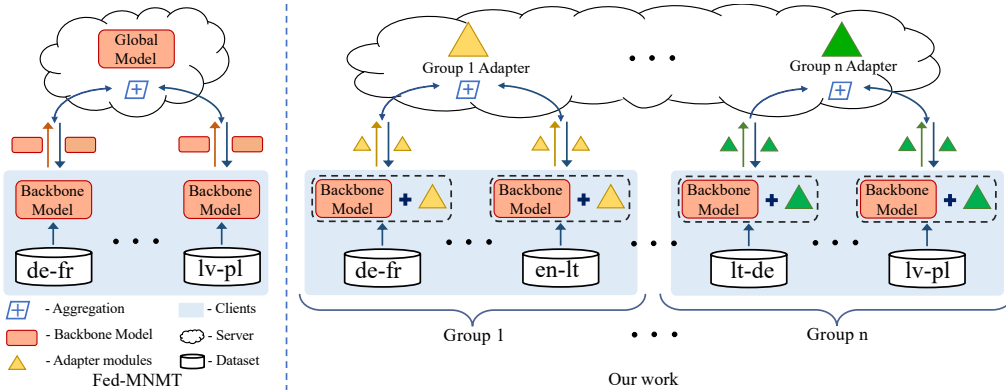 Global
Model
Backbone
Model
Backbone
Model
de-fr
lv-pl
- Aggregation
- Clients
- Backbone Model
- Server
- Adapter modules
- Dataset
Fed-MNMT
Group 1 Adapter
Group n Adapter
Backbone
Model
Backbone
Model
Backbone
Model
Backbone
Model
de-fr
en-lt
lt-de
lv-pl
Group 1
Group n
Our work